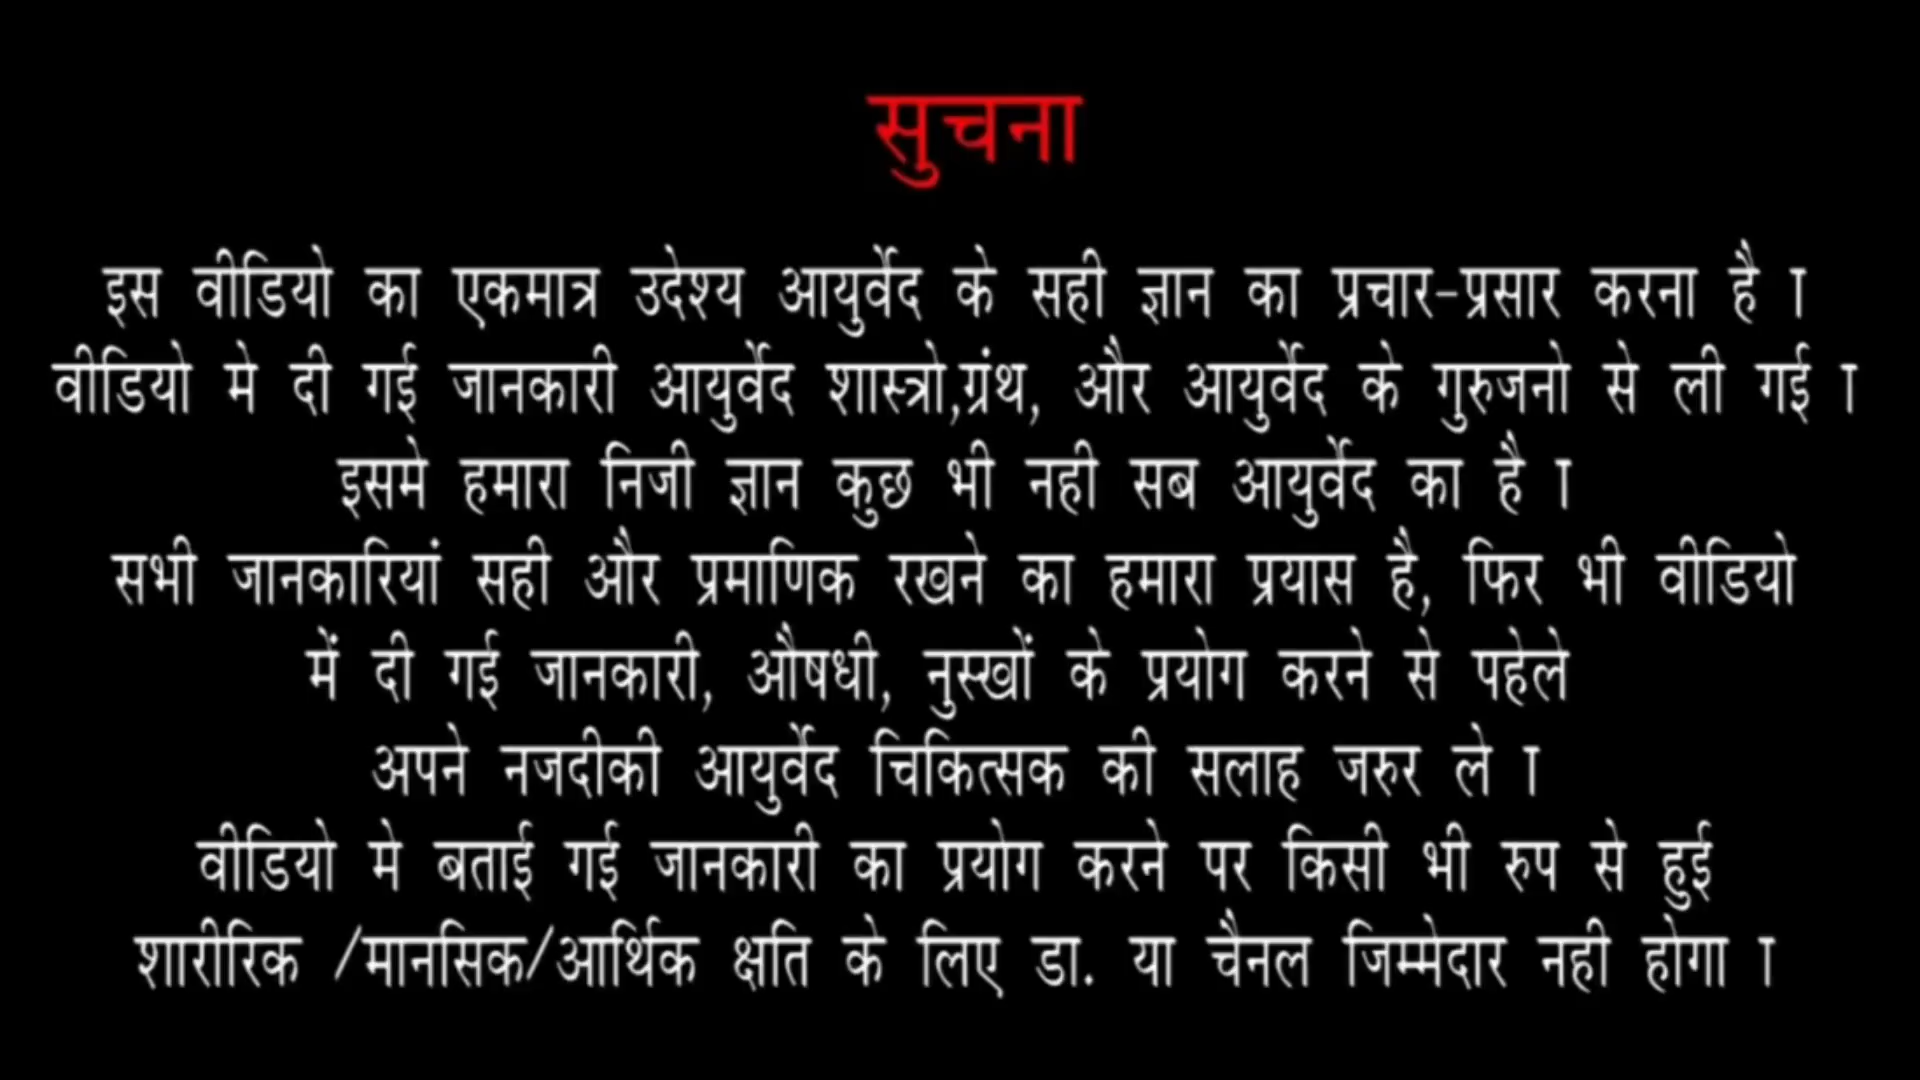 सुचना
इस वीडियो का एकमात्र उदेश्य आयुर्वेद के सही ज्ञान का प्रचार-प्रसार करना है ।
वीडियो मे दी गई जानकारी आयुर्वेद शास्त्रो,ग्रंथ, और आयुर्वेद के गुरुजनो से ली गई ।
इसमे हमारा निजी ज्ञान कुछ भी नही सब आयुर्वेद का है ।
सभी जानकारियां सही और प्रमाणिक रखने का हमारा प्रयास है, फिर भी वीडियो
में दी गई जानकारी, औषधी, नुस्खों के प्रयोग करने से पहेले
अपने नजदीकी आयुर्वेद चिकित्सक की सलाह जरुर ले ।
वीडियो मे बताई गई जानकारी का प्रयोग करने पर किसी भी रुप से हुई
शारीरिक /मानसिक/आर्थिक क्षति के लिए डा. या चैनल जिम्मेदार नही होगा ।